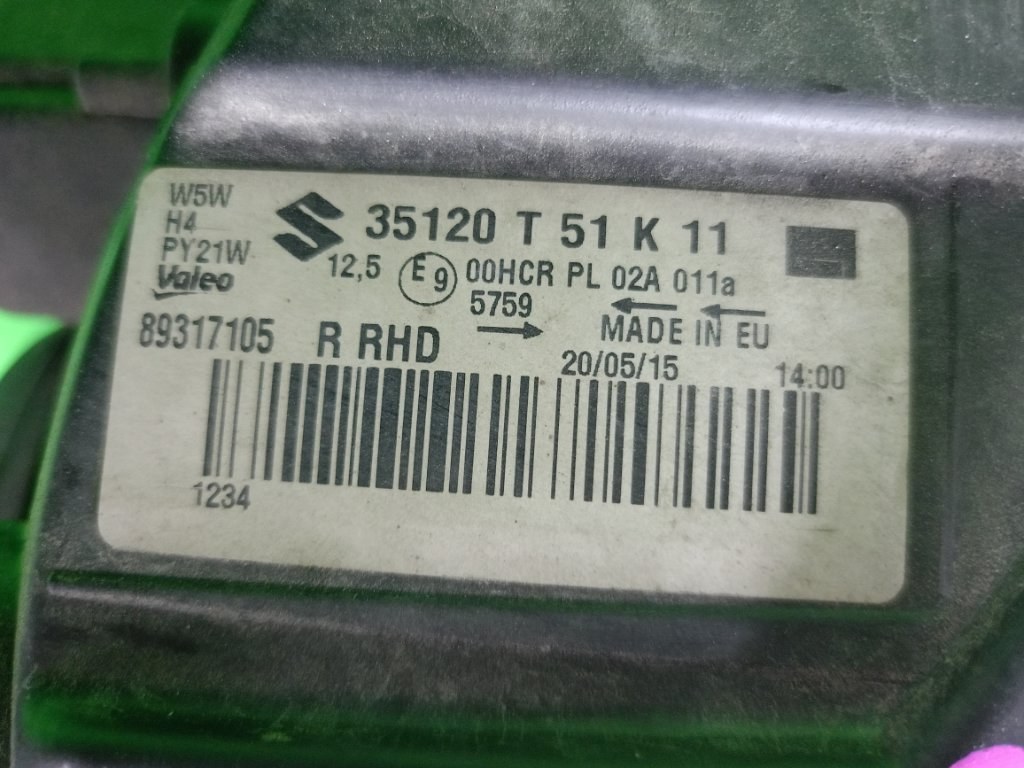 W5W
H4
PY21W
Valeo
35120 T 51 K 11
12,5 E9 00HCR PL 02A 011a
5759
MADE IN EU
89317105 R RHD
20/05/15 14:00
1234